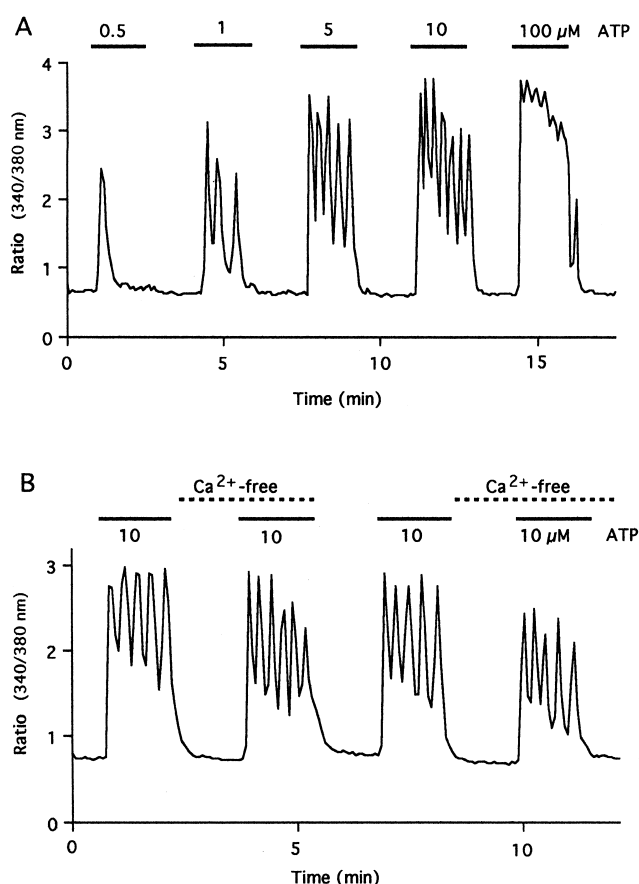 A
0.5 1 5 10 100 µM ATP
4
3
2
1
0
Ratio (340/380 nm)
0 5 10 15
Time (min)
B
Ca2+-free Ca2+-free
10 10 10 10 µM ATP
3
2
1
0
Ratio (340/380 nm)
0 5 10
Time (min)